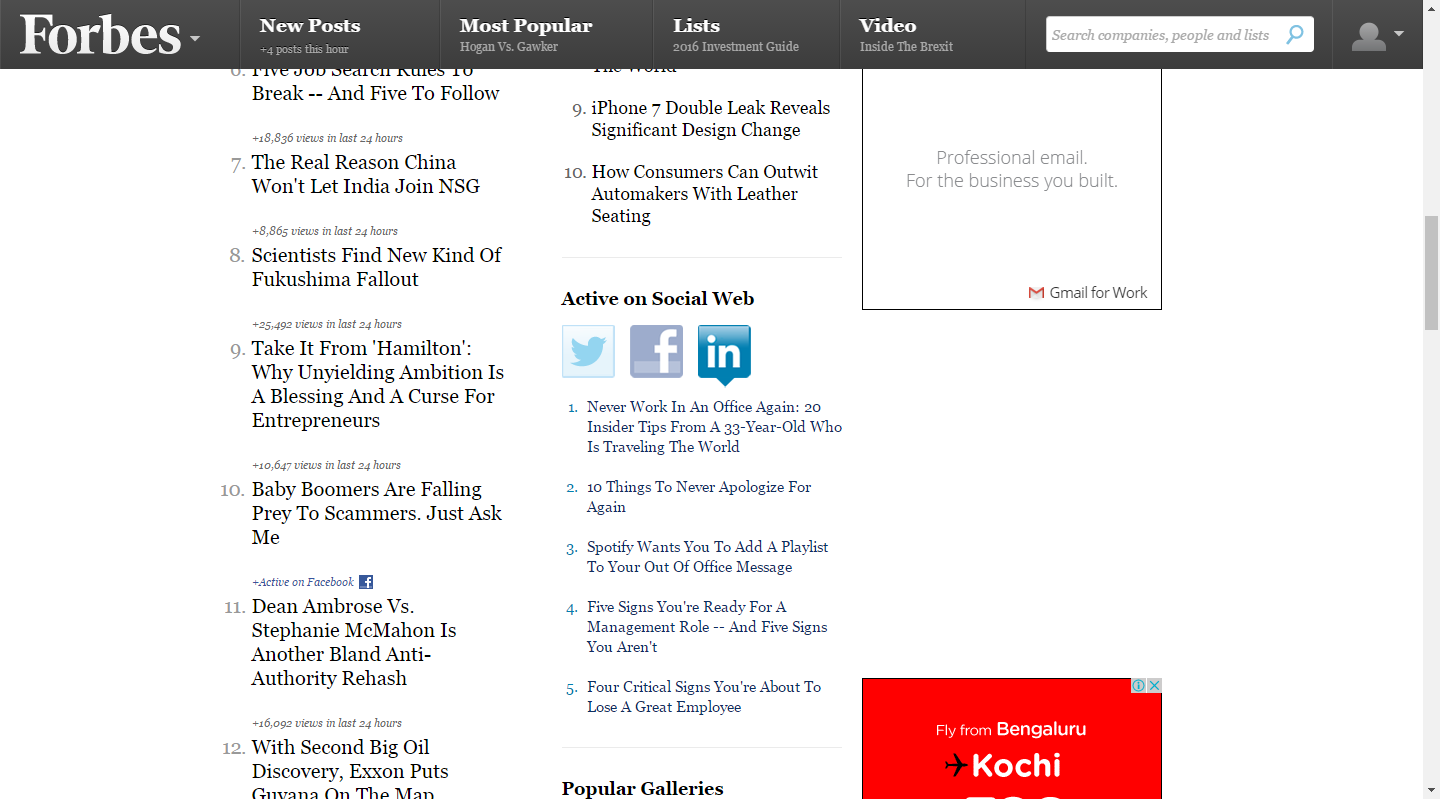 Forbes
New Posts
+4 posts this hour
Most Popular
Hogan Vs. Gawker
Lists
2016 Investment Guide
Video
Inside The Brexit
Search companies, people and lists
6. Five Job Search Rules To
Break -- And Five To Follow
+18,836 views in last 24 hours
7. The Real Reason China
Won't Let India Join NSG
+8,865 views in last 24 hours
8. Scientists Find New Kind Of
Fukushima Fallout
+25,492 views in last 24 hours
9. Take It From 'Hamilton':
Why Unyielding Ambition Is
A Blessing And A Curse For
Entrepreneurs
+10,647 views in last 24 hours
10. Baby Boomers Are Falling
Prey To Scammers. Just Ask
Me
+Active on Facebook f
11. Dean Ambrose Vs.
Stephanie McMahon Is
Another Bland Anti-
Authority Rehash
+16,092 views in last 24 hours
12. With Second Big Oil
Discovery, Exxon Puts
Guyana On The Map
The World
9. iPhone 7 Double Leak Reveals
Significant Design Change
10. How Consumers Can Outwit
Automakers With Leather
Seating
Active on Social Web
f
in
1. Never Work In An Office Again: 20
Insider Tips From A 33-Year-Old Who
Is Traveling The World
2. 10 Things To Never Apologize For
Again
3. Spotify Wants You To Add A Playlist
To Your Out Of Office Message
4. Five Signs You're Ready For A
Management Role -- And Five Signs
You Aren't
5. Four Critical Signs You're About To
Lose A Great Employee
Popular Galleries
Professional email.
For the business you built.
Gmail for Work
Fly from Bengaluru
Kochi